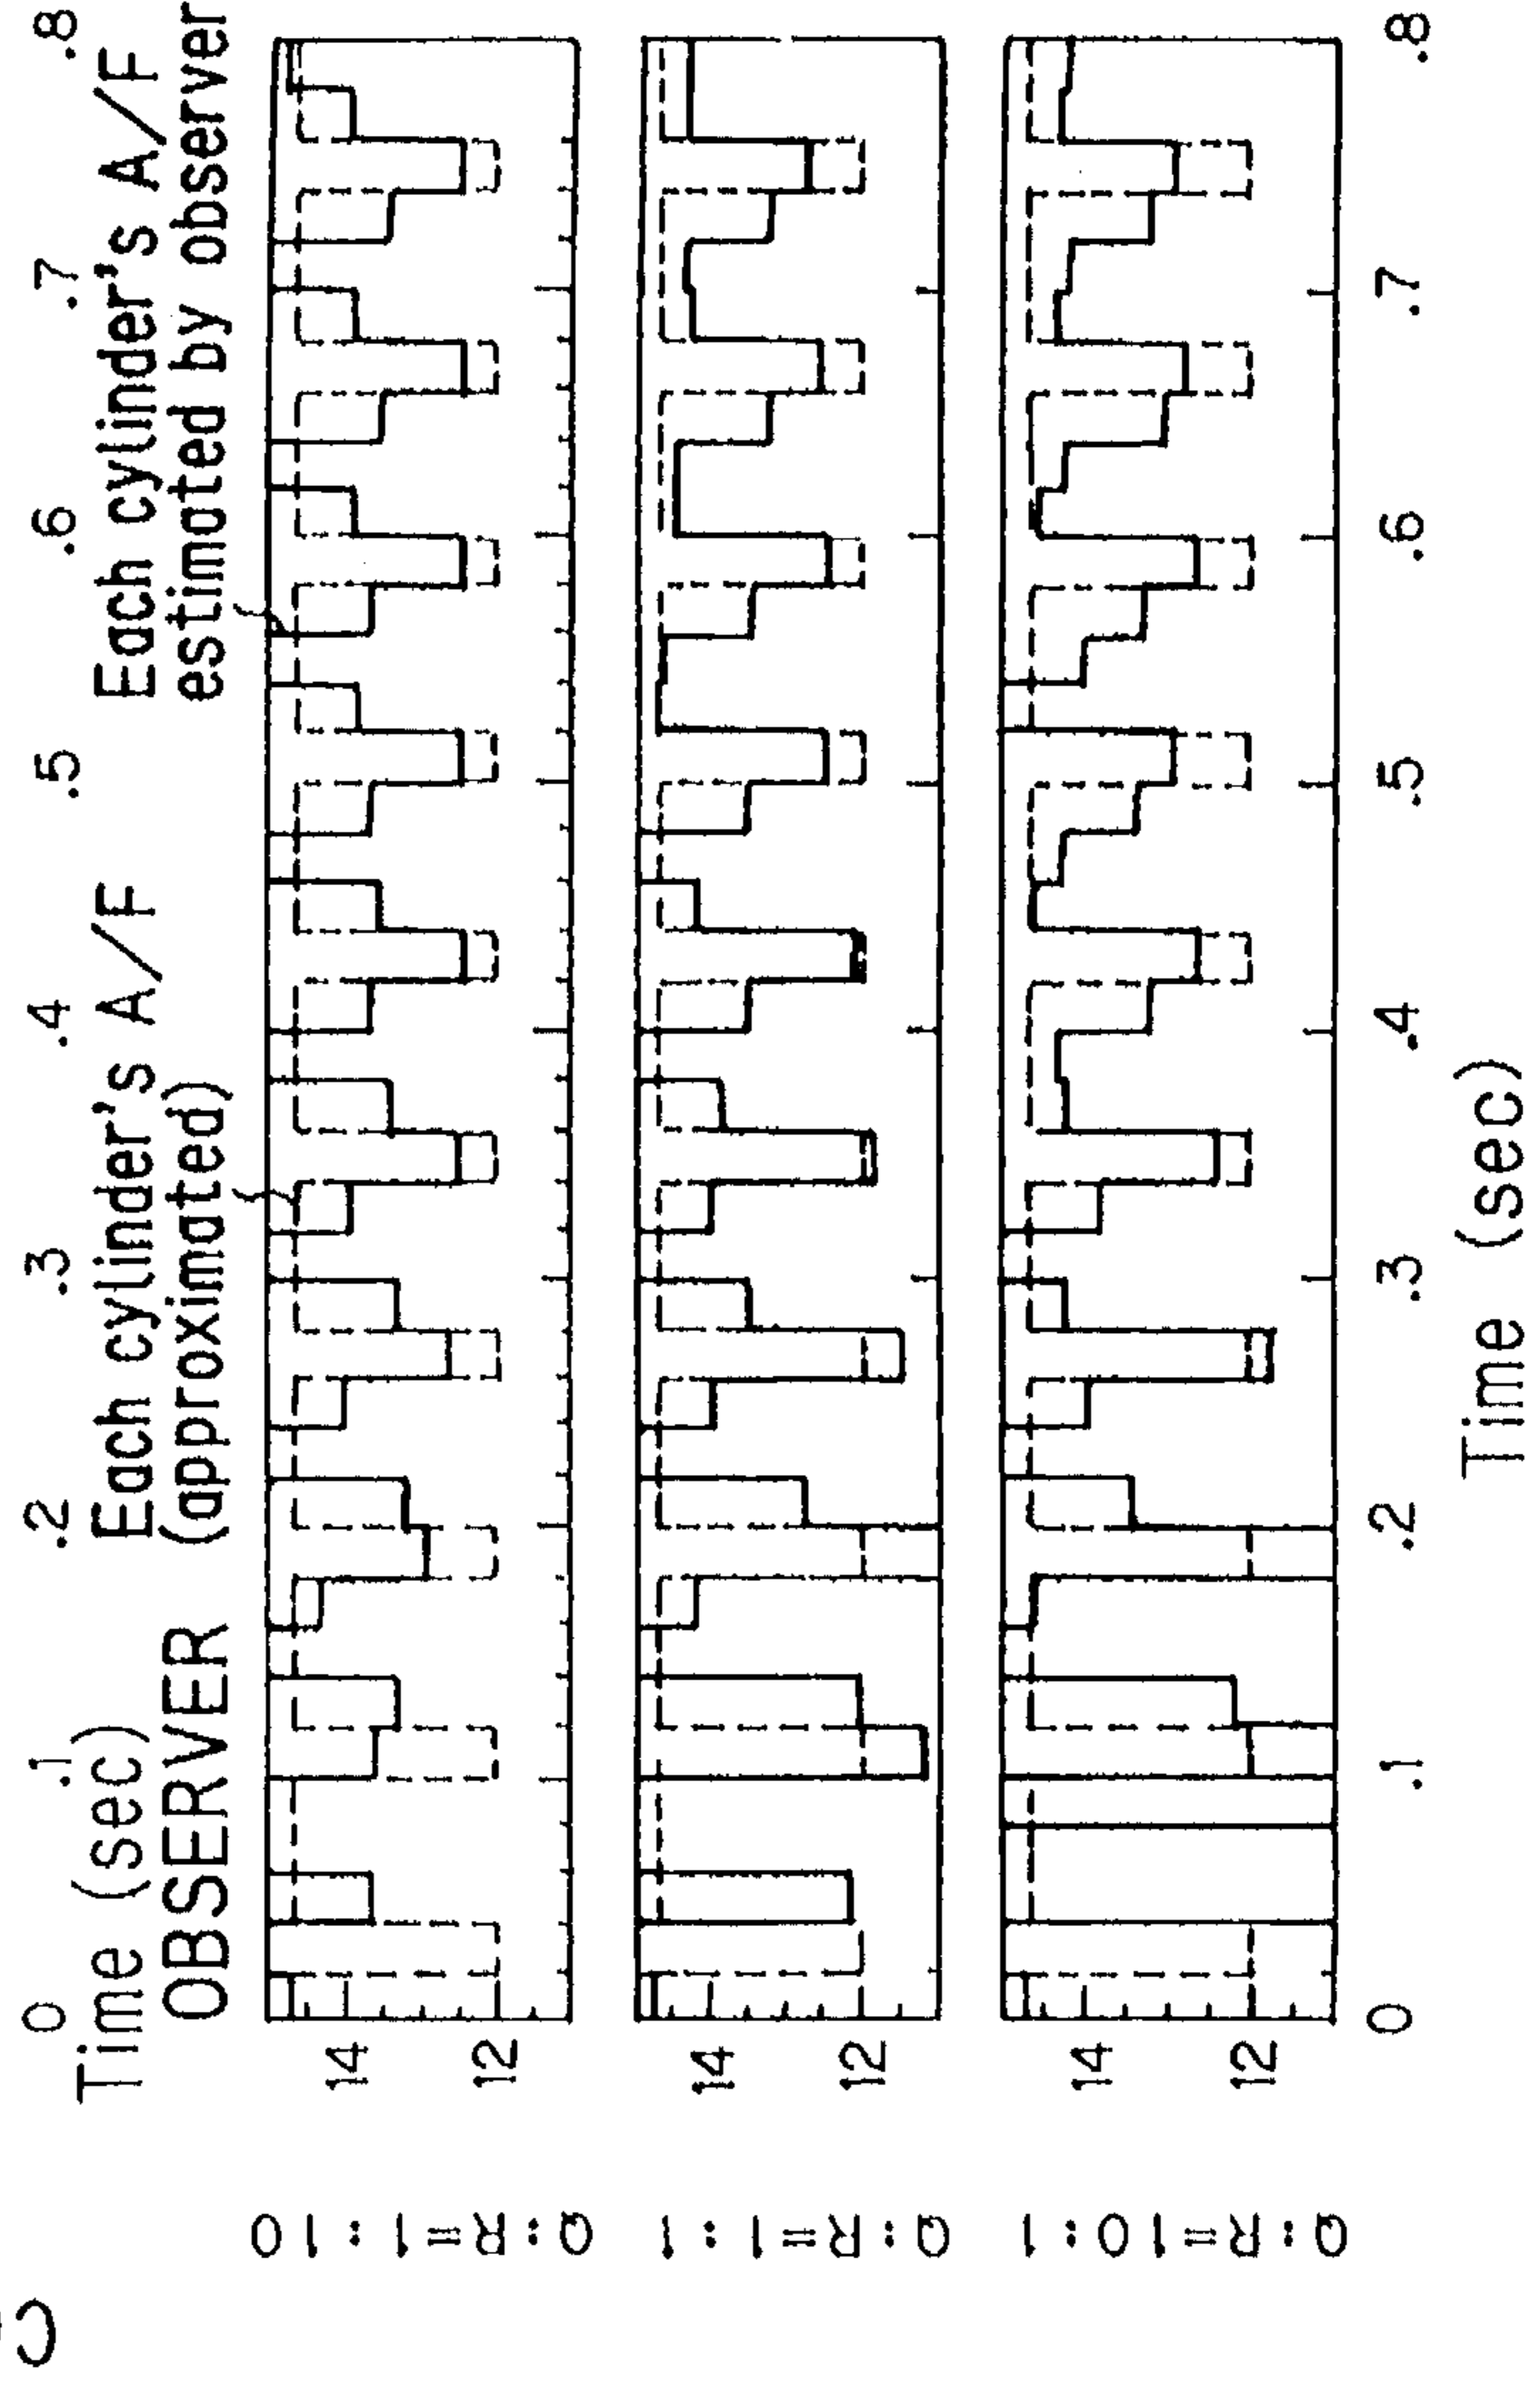 0 .1 .2 .3 .4 .5 .6 .7 .8
Time (sec)
OBSERVER
Each cylinder's A/F
(approximated)
Each cylinder's A/F
estimated by observer
Q:R=1:10
14
12
Q:R=1:1
14
12
Q:R=10:1
14
12
0 .1 .2 .3 .4 .5 .6 .7 .8
Time (sec)